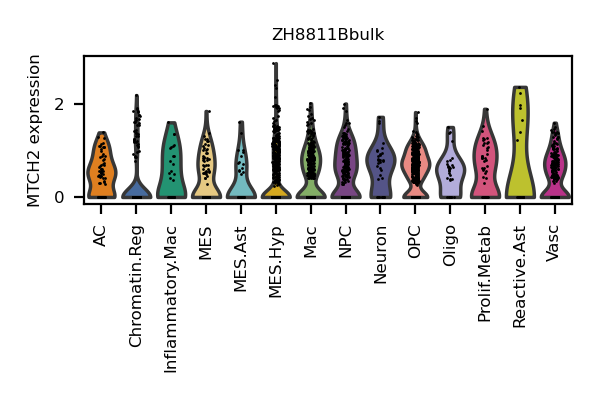 ZH8811Bbulk
MTCH2 expression
2
0
AC
Chromatin.Reg
Inflammatory.Mac
MES
MES.Ast
MES.Hyp
Mac
NPC
Neuron
OPC
Oligo
Prolif.Metab
Reactive.Ast
Vasc